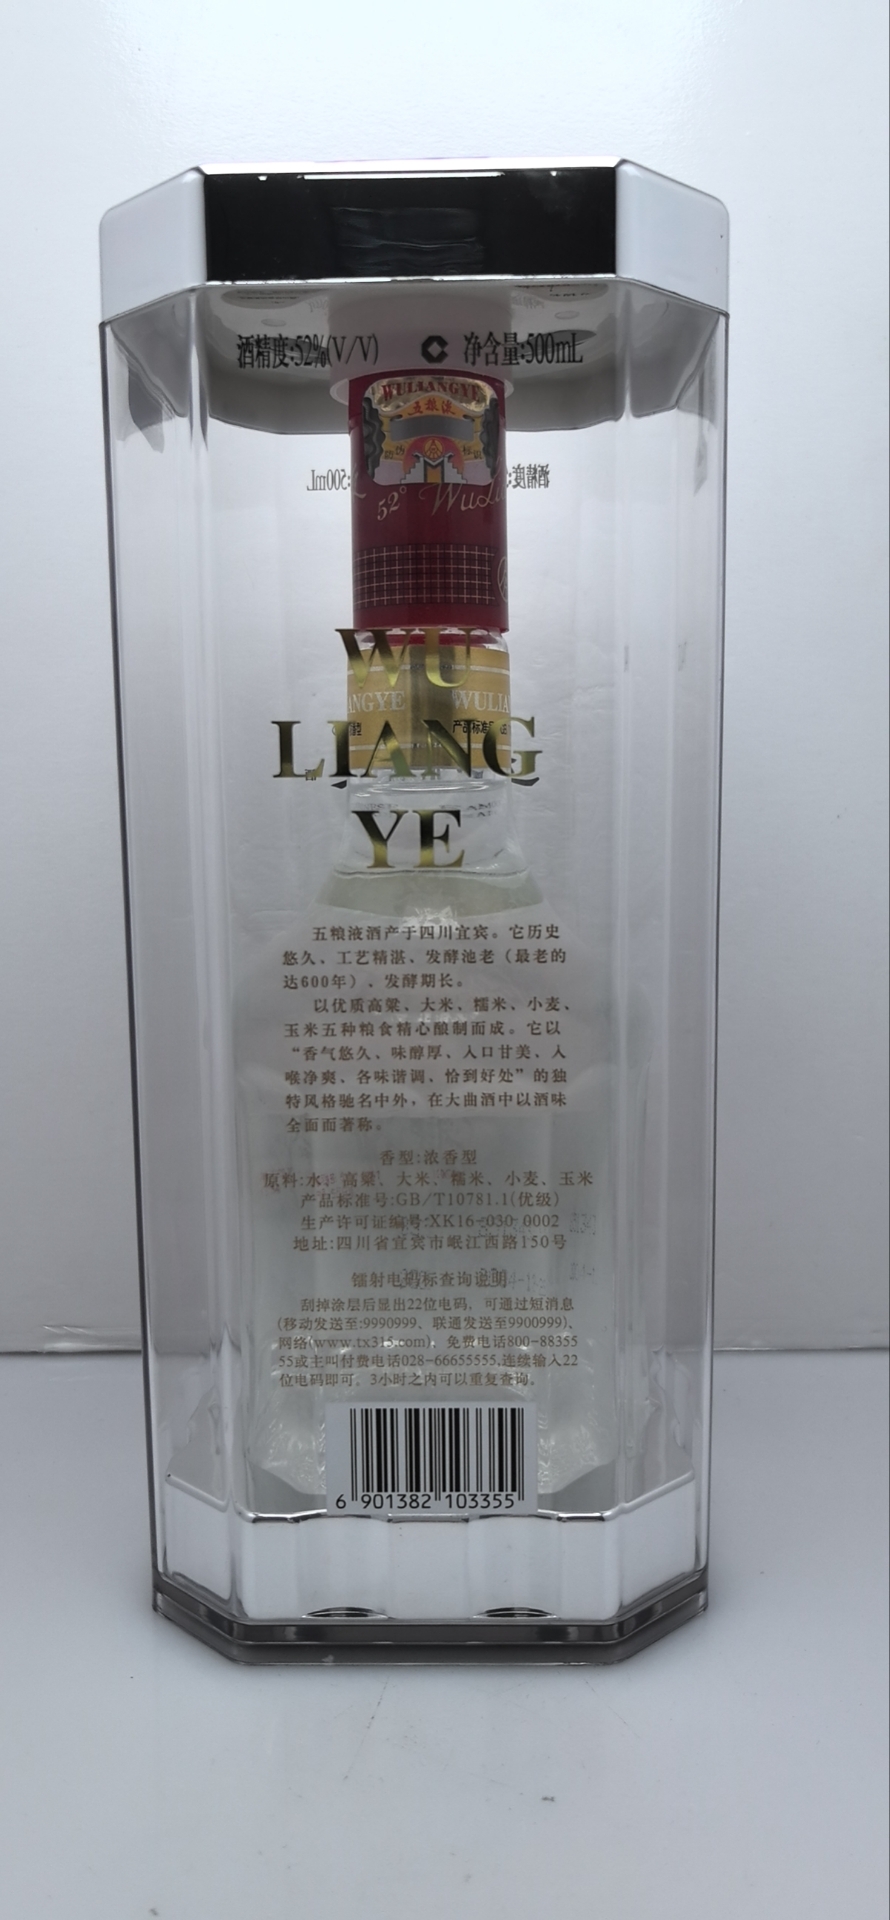 酒精度:52%(V/V) 净含量:500mL
WULIANGYE
五粮液
52° WuLi
WU
ANGYE WULIA
LIANG
产品标准
YE
五粮液酒产于四川宜宾。它历史
悠久、工艺精湛、发酵池老（最老的
达600年）、发酵期长。
以优质高粱、大米、糯米、小麦、
玉米五种粮食精心酿制而成。它以
“香气悠久、味醇厚、入口甘美、入
喉净爽、各味谐调、恰到好处”的独
特风格驰名中外，在大曲酒中以酒味
全面而著称。
香型:浓香型
原料:水、高粱、大米、糯米、小麦、玉米
产品标准号:GB/T10781.1(优级)
生产许可证编号:XK16-030 0002
地址:四川省宜宾市岷江西路150号
镭射电码标查询说明
刮掉涂层后显出22位电码，可通过短消息
(移动发送至:9990999、联通发送至9900999)、
网络(www.tx315.com)，免费电话800-88355
55或主叫付费电话028-66655555,连续输入22
位电码即可，3小时之内可以重复查询。
6 901382 103355